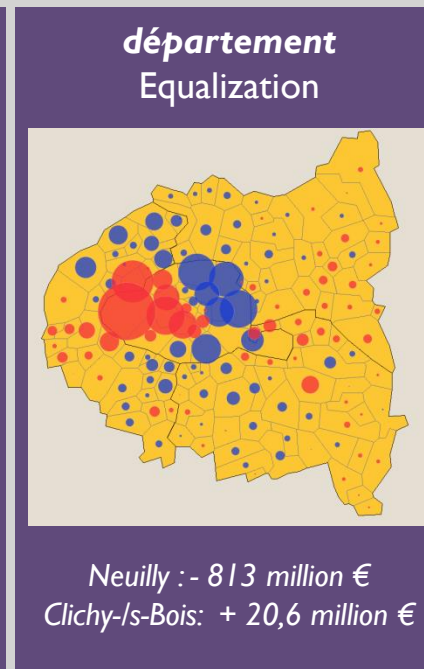 département
Equalization
Neuilly : - 813 million €
Clichy-/s-Bois: + 20,6 million €